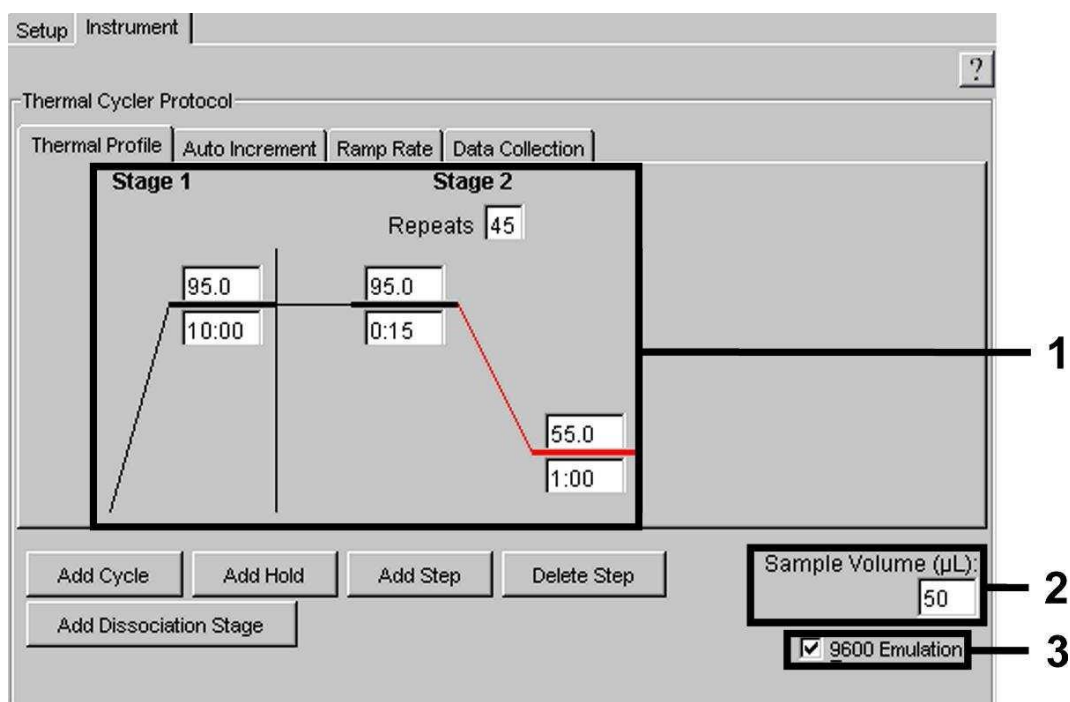 Setup Instrument
?
Thermal Cycler Protocol
Thermal Profile Auto Increment Ramp Rate Data Collection
Stage 1 Stage 2
Repeats 45
95.0 95.0
10:00 0:15
1
55.0
1:00
Add Cycle Add Hold Add Step Delete Step
Sample Volume (µL):
50
2
Add Dissociation Stage
9600 Emulation
3